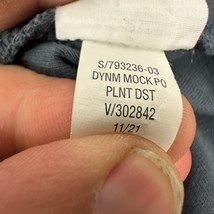 S/793236-03
DYNM MOCK PO
PLNT DST
V/302842
11/21